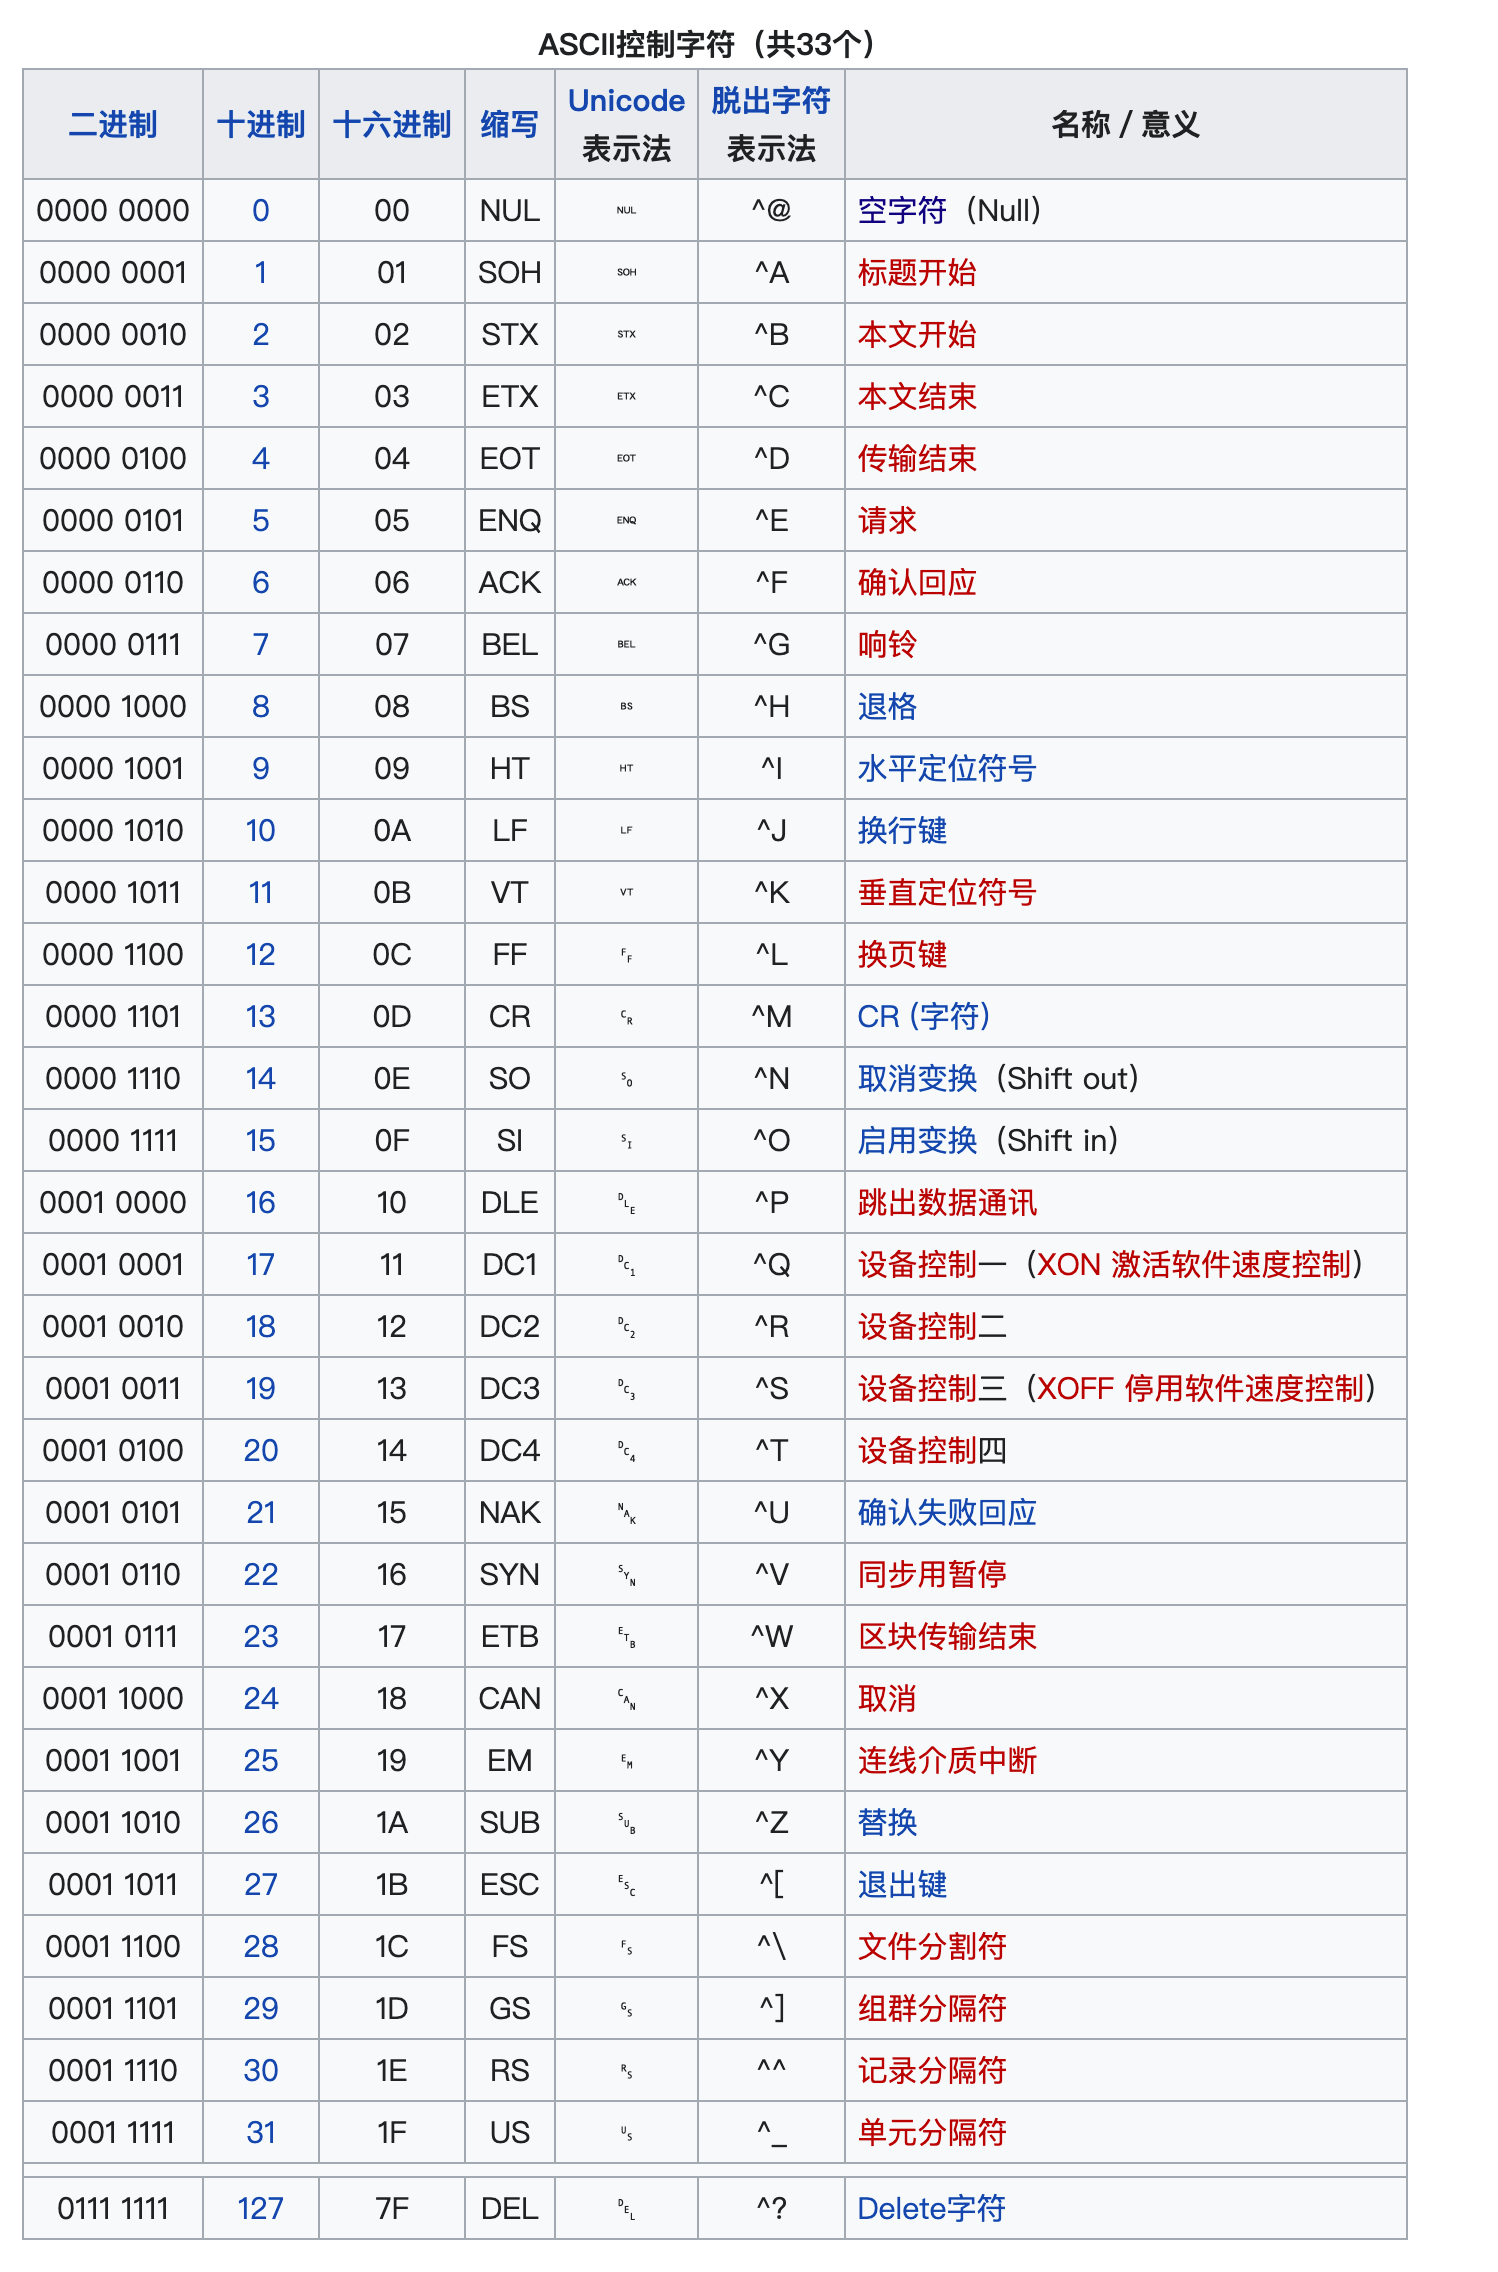 ASCII控制字符（共33个）
二进制 十进制 十六进制 缩写 Unicode 表示法 脱出字符 表示法 名称 / 意义
0000 0000 0 00 NUL NUL ^@ 空字符（Null）
0000 0001 1 01 SOH SOH ^A 标题开始
0000 0010 2 02 STX STX ^B 本文开始
0000 0011 3 03 ETX ETX ^C 本文结束
0000 0100 4 04 EOT EOT ^D 传输结束
0000 0101 5 05 ENQ ENQ ^E 请求
0000 0110 6 06 ACK ACK ^F 确认回应
0000 0111 7 07 BEL BEL ^G 响铃
0000 1000 8 08 BS BS ^H 退格
0000 1001 9 09 HT HT ^I 水平定位符号
0000 1010 10 0A LF LF ^J 换行键
0000 1011 11 0B VT VT ^K 垂直定位符号
0000 1100 12 0C FF FF ^L 换页键
0000 1101 13 0D CR CR ^M CR (字符)
0000 1110 14 0E SO SO ^N 取消变换（Shift out）
0000 1111 15 0F SI SI ^O 启用变换（Shift in）
0001 0000 16 10 DLE DLE ^P 跳出数据通讯
0001 0001 17 11 DC1 DC1 ^Q 设备控制一（XON 激活软件速度控制）
0001 0010 18 12 DC2 DC2 ^R 设备控制二
0001 0011 19 13 DC3 DC3 ^S 设备控制三（XOFF 停用软件速度控制）
0001 0100 20 14 DC4 DC4 ^T 设备控制四
0001 0101 21 15 NAK NAK ^U 确认失败回应
0001 0110 22 16 SYN SYN ^V 同步用暂停
0001 0111 23 17 ETB ETB ^W 区块传输结束
0001 1000 24 18 CAN CAN ^X 取消
0001 1001 25 19 EM EM ^Y 连线介质中断
0001 1010 26 1A SUB SUB ^Z 替换
0001 1011 27 1B ESC ESC ^[ 退出键
0001 1100 28 1C FS FS ^\ 文件分割符
0001 1101 29 1D GS GS ^] 组群分隔符
0001 1110 30 1E RS RS ^^ 记录分隔符
0001 1111 31 1F US US ^_ 单元分隔符
0111 1111 127 7F DEL DEL ^? Delete字符